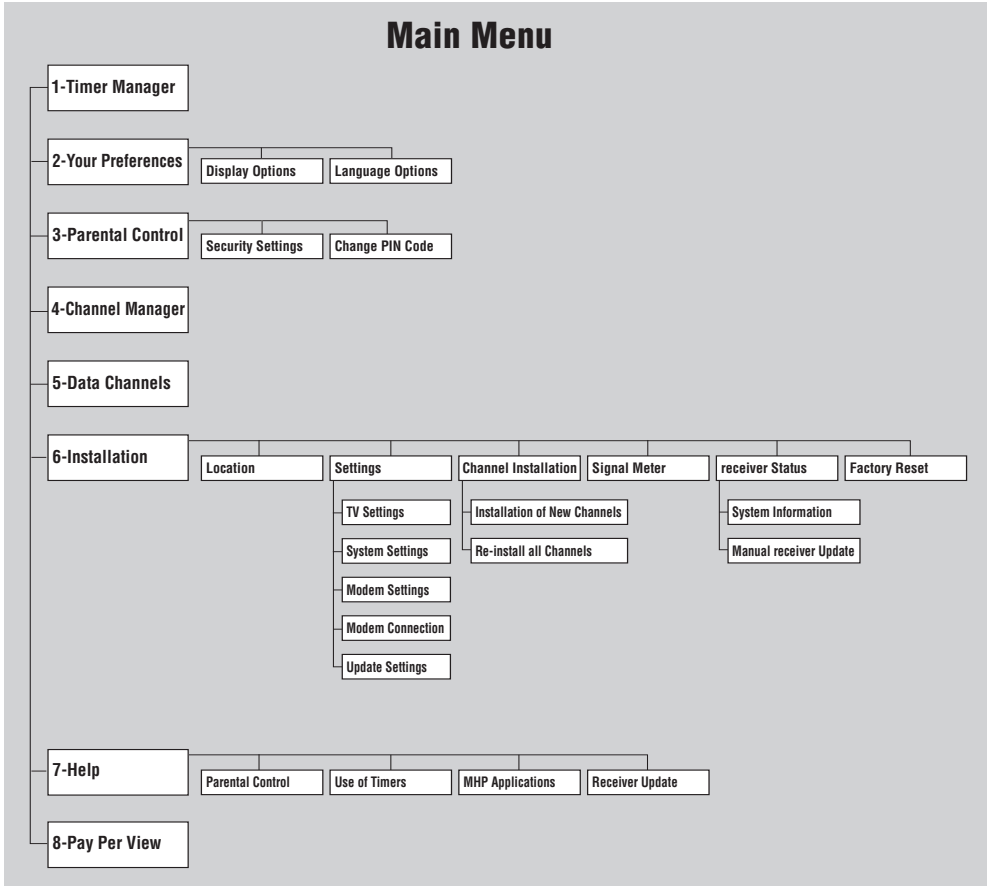 Main Menu
1-Timer Manager
2-Your Preferences
Display Options
Language Options
3-Parental Control
Security Settings
Change PIN Code
4-Channel Manager
5-Data Channels
6-Installation
Location
Settings
Channel Installation
Signal Meter
receiver Status
Factory Reset
TV Settings
Installation of New Channels
System Information
System Settings
Re-install all Channels
Manual receiver Update
Modem Settings
Modem Connection
Update Settings
7-Help
Parental Control
Use of Timers
MHP Applications
Receiver Update
8-Pay Per View